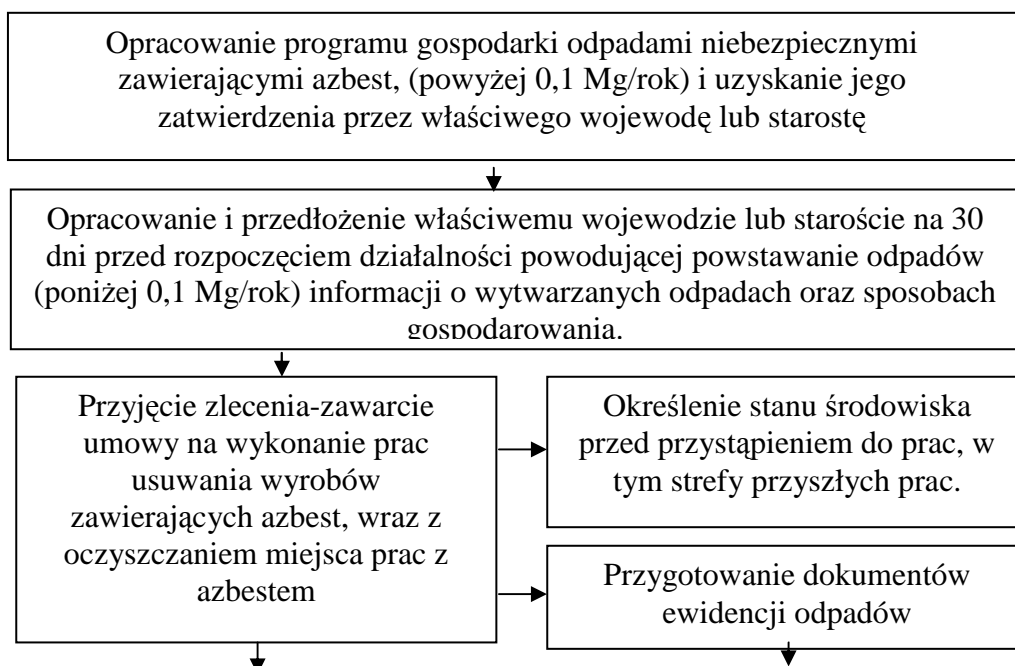 Opracowanie programu gospodarki odpadami niebezpiecznymi
zawierającymi azbest, (powyżej 0,1 Mg/rok) i uzyskanie jego
zatwierdzenia przez właściwego wojewodę lub starostę
Opracowanie i przedłożenie właściwemu wojewodzie lub staroście na 30
dni przed rozpoczęciem działalności powodującej powstawanie odpadów
(poniżej 0,1 Mg/rok) informacji o wytwarzanych odpadach oraz sposobach
gospodarowania.
Przyjęcie zlecenia-zawarcie
umowy na wykonanie prac
usuwania wyrobów
zawierających azbest, wraz z
oczyszczaniem miejsca prac z
azbestem
Określenie stanu środowiska
przed przystąpieniem do prac, w
tym strefy przyszłych prac.
Przygotowanie dokumentów
ewidencji odpadów